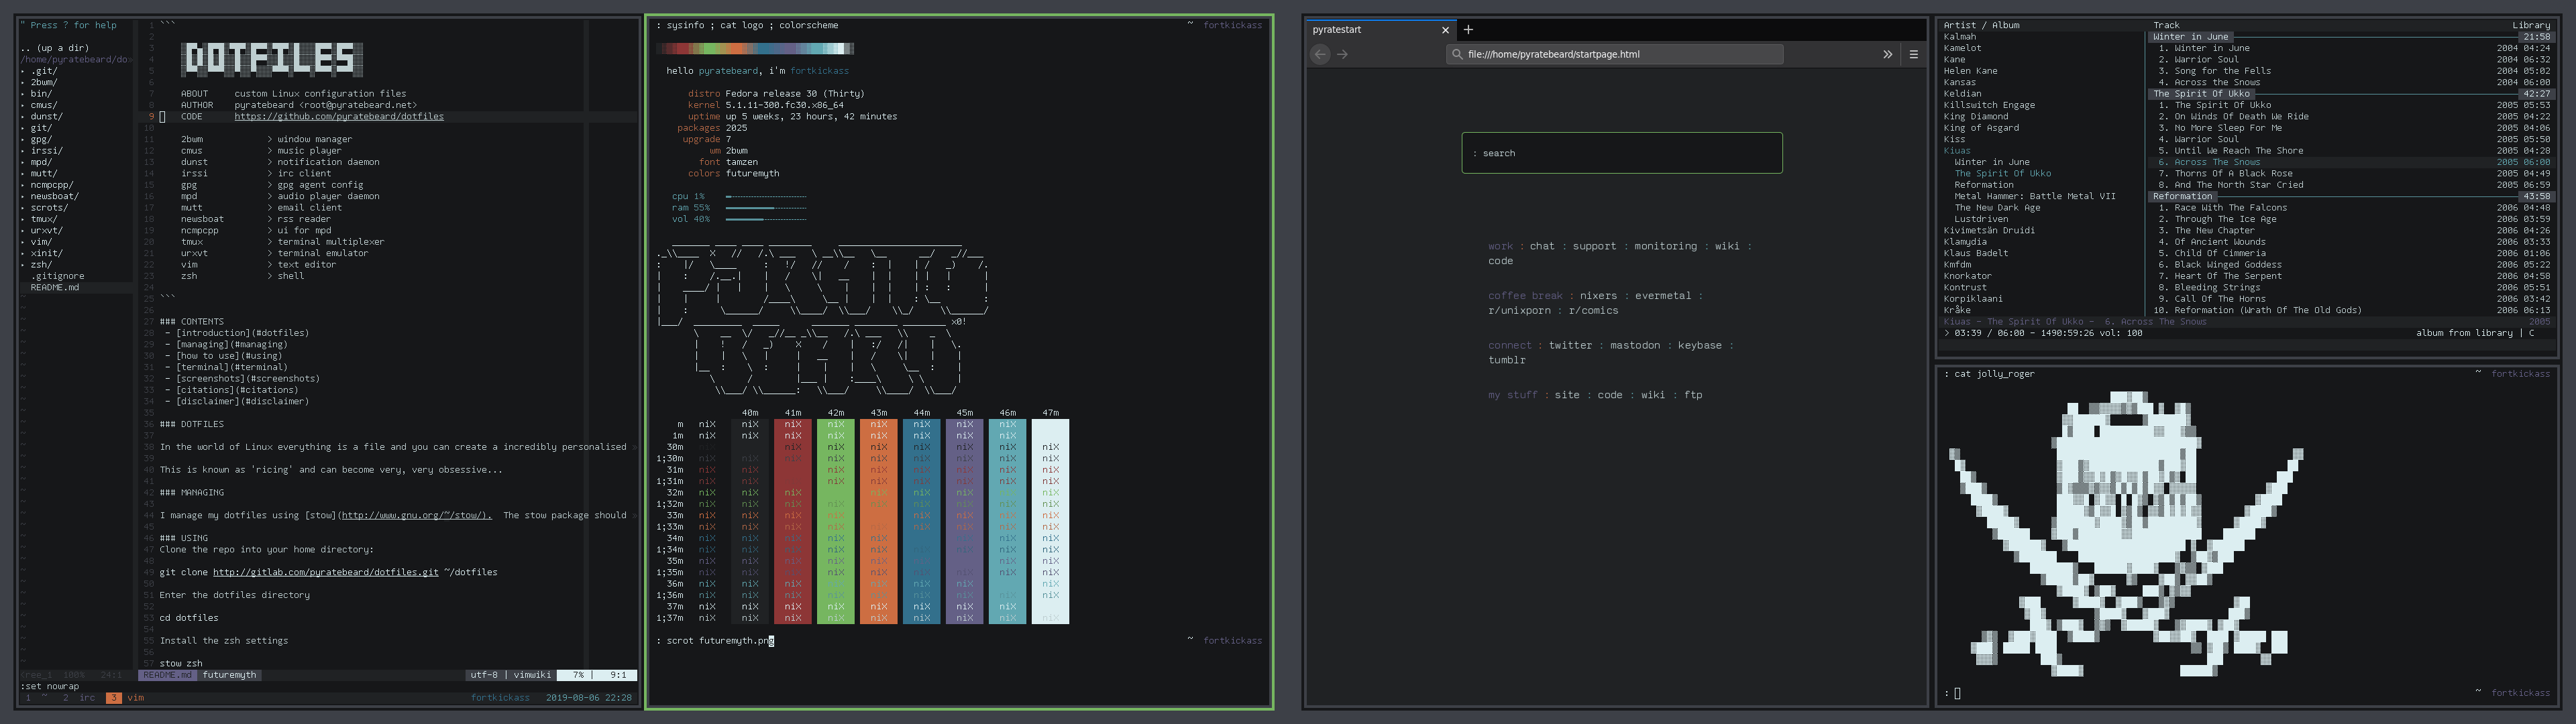 " Press ? for help
.. (up a dir)
/home/pyratebeard/do>
▸ .git/
▸ 2bwm/
▸ bin/
▸ cmus/
▸ dunst/
▸ git/
▸ gpg/
▸ irssi/
▸ mpd/
▸ mutt/
▸ ncmpcpp/
▸ newsboat/
▸ scrots/
▸ tmux/
▸ urxvt/
▸ vim/
▸ xinit/
▸ zsh/
.gitignore
README.md
1 ```
2
3
4 DOTFILES
5
6
7 ABOUT custom Linux configuration files
8 AUTHOR pyratebeard <root@pyratebeard.net>
9 CODE https://github.com/pyratebeard/dotfiles
10
11 2bwm > window manager
12 cmus > music player
13 dunst > notification daemon
14 irssi > irc client
15 gpg > gpg agent config
16 mpd > audio player daemon
17 mutt > email client
18 newsboat > rss reader
19 ncmpcpp > ui for mpd
20 tmux > terminal multiplexer
21 urxvt > terminal emulator
22 vim > text editor
23 zsh > shell
24
25 ```
26
27 ### CONTENTS
28 - [introduction](#dotfiles)
29 - [managing](#managing)
30 - [how to use](#using)
31 - [terminal](#terminal)
32 - [screenshots](#screenshots)
33 - [citations](#citations)
34 - [disclaimer](#disclaimer)
35
36 ### DOTFILES
37
38 In the world of Linux everything is a file and you can create a incredibly personalised >
39
40 This is known as 'ricing' and can become very, very obsessive...
41
42 ### MANAGING
43
44 I manage my dotfiles using [stow](http://www.gnu.org/~/stow/). The stow package should >
45
46 ### USING
47 Clone the repo into your home directory:
48
49 git clone http://gitlab.com/pyratebeard/dotfiles.git ~/dotfiles
50
51 Enter the dotfiles directory
52
53 cd dotfiles
54
55 Install the zsh settings
56
57 stow zsh
100% 24:1 README.md futuremyth utf-8 | vimwiki 7% | 9:1
:set nowrap
1 ~ 2 irc 3 vim fortkickass 2019-08-06 22:28
: sysinfo ; cat logo ; colorscheme ~ fortkickass
hello pyratebeard, i'm fortkickass
distro Fedora release 30 (Thirty)
kernel 5.1.11-300.fc30.x86_64
uptime up 5 weeks, 23 hours, 42 minutes
packages 2025
upgrade 7
wm 2bwm
font tamzen
colors futuremyth
cpu 1%
ram 55%
vol 40%
x0!
40m 41m 42m 43m 44m 45m 46m 47m
m niX niX niX niX niX niX niX niX
1m niX niX niX niX niX niX niX niX
30m niX niX niX niX niX niX niX
1;30m niX niX niX niX niX niX niX niX niX
31m niX niX niX niX niX niX niX niX
1;31m niX niX niX niX niX niX niX niX
32m niX niX niX niX niX niX niX niX
1;32m niX niX niX niX niX niX niX niX
33m niX niX niX niX niX niX niX niX
1;33m niX niX niX niX niX niX niX niX
34m niX niX niX niX niX niX niX niX
1;34m niX niX niX niX niX niX niX niX
35m niX niX niX niX niX niX niX niX
1;35m niX niX niX niX niX niX niX niX
36m niX niX niX niX niX niX niX niX
1;36m niX niX niX niX niX niX niX niX
37m niX niX niX niX niX niX niX niX
1;37m niX niX niX niX niX niX niX niX niX
: scrot futuremyth.png ~ fortkickass
pyratestart
file:///home/pyratebeard/startpage.html
: search
work : chat : support : monitoring : wiki :
code
coffee break : nixers : evermetal :
r/unixporn : r/comics
connect : twitter : mastodon : keybase :
tumblr
my stuff : site : code : wiki : ftp
Artist / Album
Kalmah
Kamelot
Kane
Helen Kane
Kansas
Keldian
Killswitch Engage
King Diamond
King of Asgard
Kiss
Kiuas
Winter in June
The Spirit Of Ukko
Reformation
Metal Hammer: Battle Metal VII
The New Dark Age
Lustdriven
Kivimetsän Druidi
Klamydia
Klaus Badelt
Kmfdm
Knorkator
Kontrust
Korpiklaani
Kråke
Track Library
Winter in June 21:58
1. Winter in June 2004 04:24
2. Warrior Soul 2004 06:32
3. Song for the Fells 2004 05:02
4. Across the Snows 2004 06:00
The Spirit Of Ukko 42:27
1. The Spirit Of Ukko 2005 05:53
2. On Winds Of Death We Ride 2005 04:22
3. No More Sleep For Me 2005 04:06
4. Warrior Soul 2005 05:50
5. Until We Reach The Shore 2005 04:28
6. Across The Snows 2005 06:00
7. Thorns Of A Black Rose 2005 04:49
8. And The North Star Cried 2005 06:59
Reformation 43:58
1. Race With The Falcons 2006 04:48
2. Through The Ice Age 2006 03:59
3. The New Chapter 2006 04:26
4. Of Ancient Wounds 2006 03:33
5. Child Of Cimmeria 2006 01:06
6. Black Winged Goddess 2006 05:22
7. Heart Of The Serpent 2006 04:58
8. Bleeding Strings 2006 05:51
9. Call Of The Horns 2006 03:42
10. Reformation (Wrath Of The Old Gods) 2006 06:13
Kiuas - The Spirit Of Ukko - 6. Across The Snows 2005
> 03:39 / 06:00 - 1490:59:26 vol: 100 album from library | C
: cat jolly_roger ~ fortkickass
: ~ fortkickass